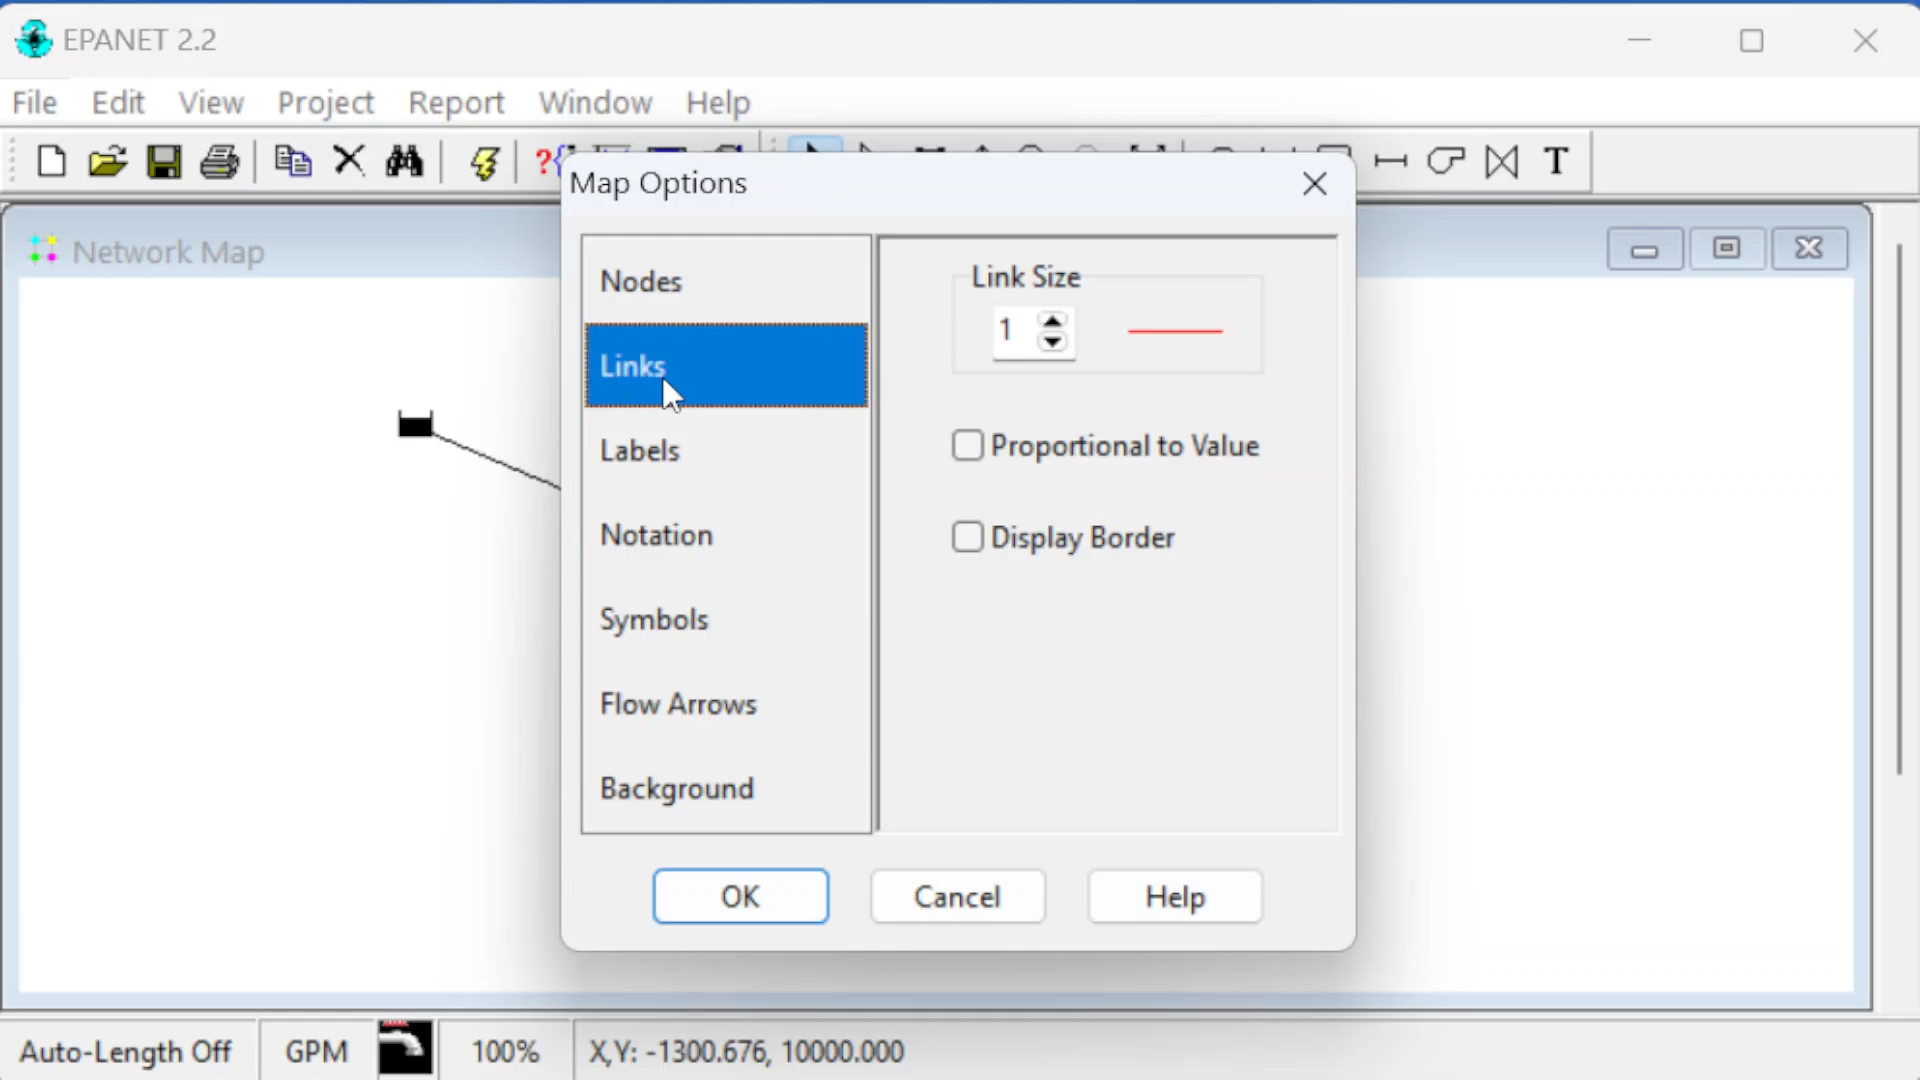 EPANET 2.2
File Edit View Project Report Window Help
T
Map Options
Network Map
Nodes
Links
Labels
Notation
Symbols
Flow Arrows
Background
Link Size
1
Proportional to Value
Display Border
OK Cancel Help
Auto-Length Off GPM 100% X,Y: -1300.676, 10000.000